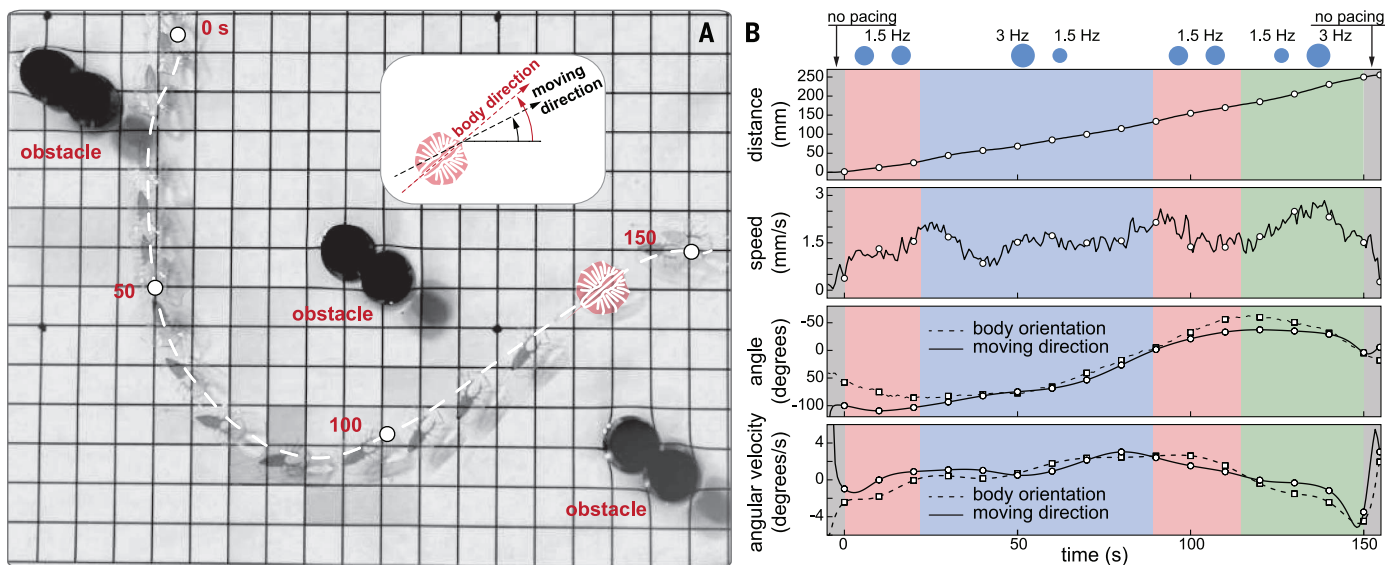 A
0 s
obstacle
body direction
moving
direction
50
obstacle
150
100
obstacle
B
no pacing
no pacing
1.5 Hz
3 Hz
1.5 Hz
1.5 Hz
1.5 Hz
3 Hz
distance
(mm)
250
200
150
100
50
0
speed
(mm/s)
3
1.5
0
angle
(degrees)
-50
0
50
-100
body orientation
moving direction
angular velocity
(degrees/s)
4
0
-4
body orientation
moving direction
0
50
100
150
time (s)